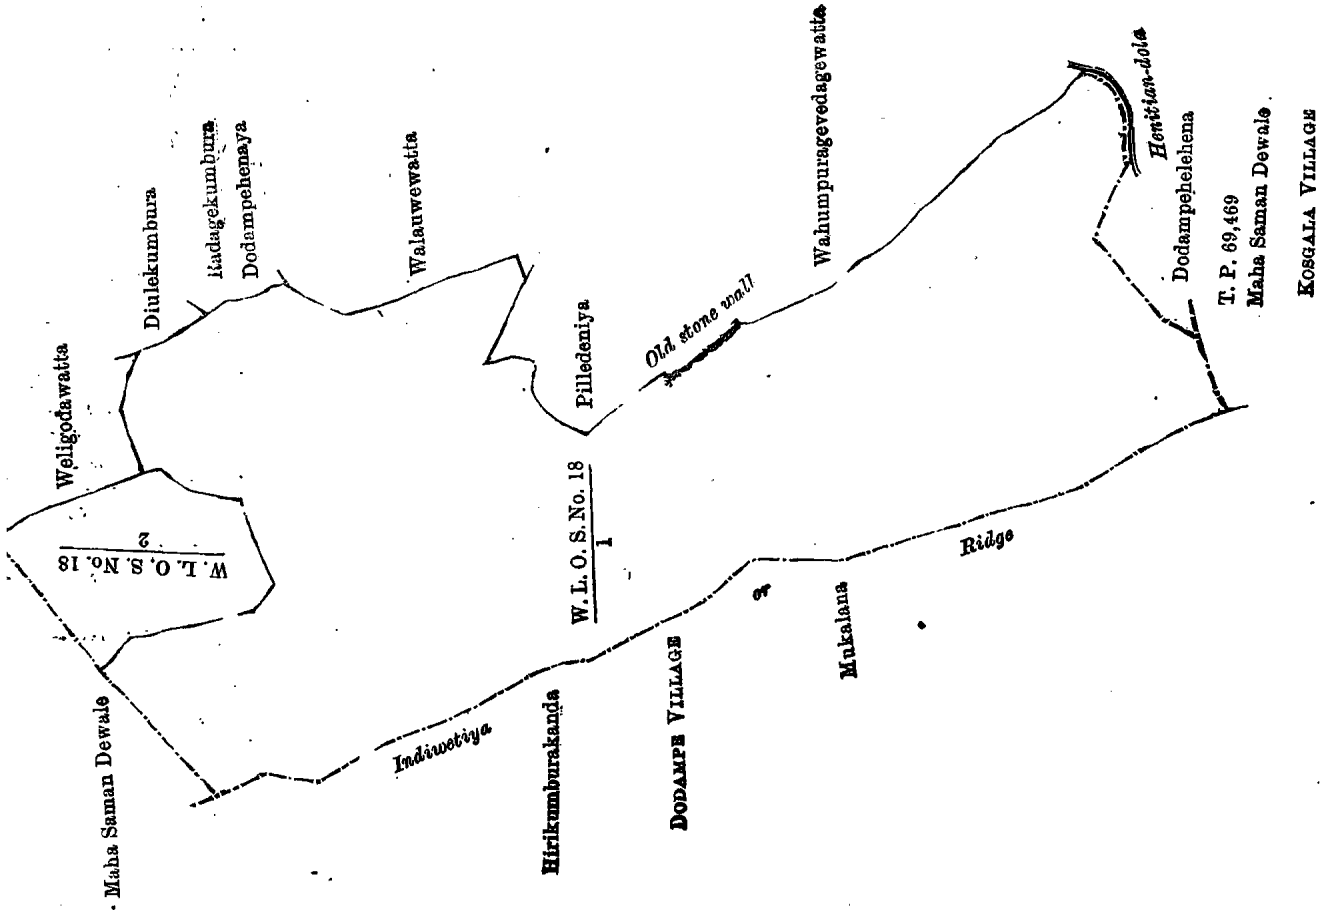 Weligodawatta
Diulekumbura
Radagekumbura
Dodampehenaya
Walauwewatta
Pilledeniya
Old stone wall
Wahumpuragevedagewatta
Henitian-dola
Dodampehelehena
T. P. 69,469
Maha Saman Dewale
KOSGALA VILLAGE
W. L. O. S. No. 18
2
W. L. O. S. No. 18
1
Maha Saman Dewale
Indiwetiya
or
Mukalana
Ridge
Hirikumburakanda
DODAMPE VILLAGE